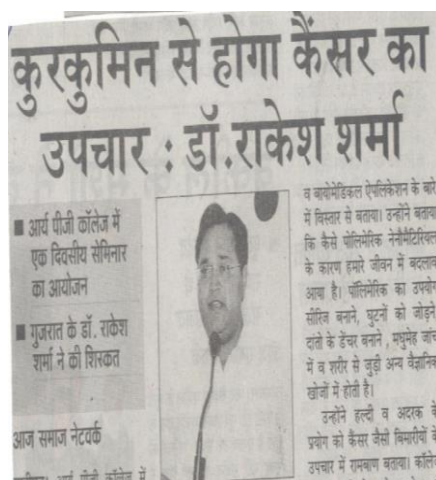 कुरकुमिन से होगा कैंसर का
उपचार : डॉ.राकेश शर्मा
■ आर्य पीजी कॉलेज में
एक दिवसीय सेमिनार
का आयोजन
■ गुजरात के डॉ. राकेश
शर्मा ने की शिरकत
आज समाज नेटवर्क
आर्य पीजी कॉलेज में
व बायोमेडिकल ऐपलिकेशन के बारे
में विस्तार से बताया। उन्होंने बताया
कि कैसे पोलिमेरिक नेनौमैटिरियल
के कारण हमारे जीवन में बदलाव
आया है। पॉलिमेरिक का उपयोग
सीरिंज बनाने, घुटनों को जोड़ने,
दातों के डेंचर बनाने , मधुमेह जांच
में व शरीर से जुड़ी अन्य वैज्ञानिक
खोजों में होती है।
उन्होंने हल्दी व अदरक के
प्रयोग को कैंसर जैसी बिमारीयों के
उपचार में रामबाण बताया। कॉलेज